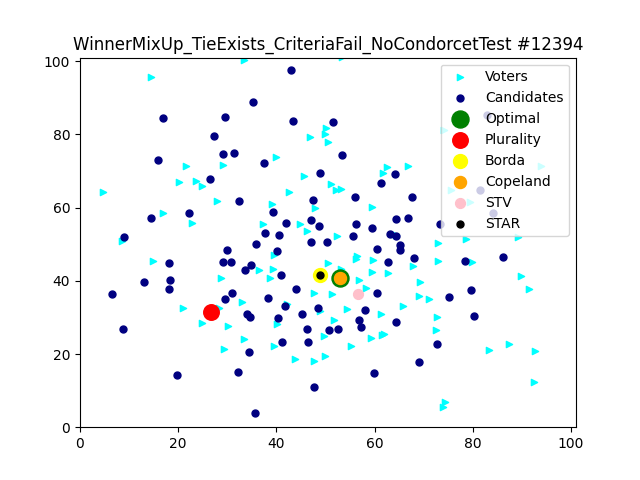 WinnerMixUp_TieExists_CriteriaFail_NoCondorcetTest #12394
100
80
60
40
20
0
0 20 40 60 80 100
Voters
Candidates
Optimal
Plurality
Borda
Copeland
STV
STAR